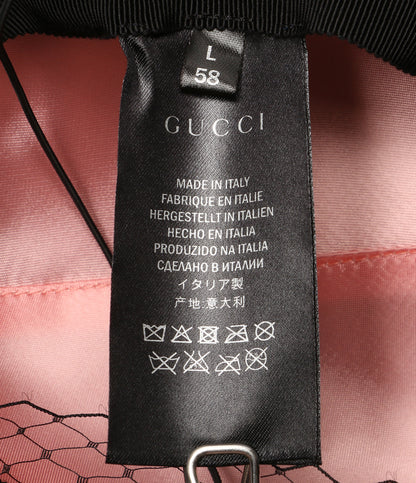 L
58
GUCCI
MADE IN ITALY
FABRIQUE EN ITALIE
HERGESTELLT IN ITALIEN
HECHO EN ITALIA
PRODUZIDO NA ITALIA
СДЕЛАНО В ИТАЛИИ
イタリア製
产地:意大利